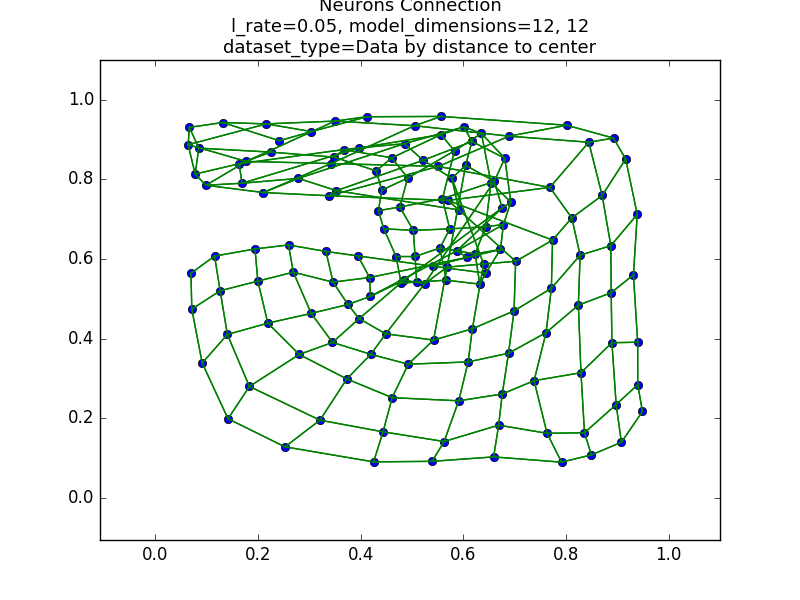 Neurons Connection
l_rate=0.05, model_dimensions=12, 12
dataset_type=Data by distance to center
1.0
0.8
0.6
0.4
0.2
0.0
0.0 0.2 0.4 0.6 0.8 1.0